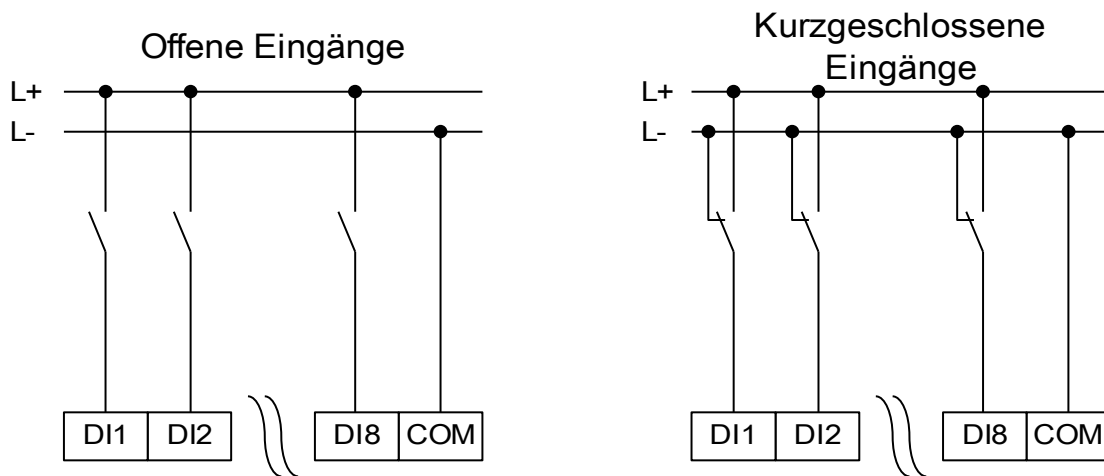 Offene Eingänge
L+
L-
DI1 DI2 DI8 COM
Kurzgeschlossene
Eingänge
L+
L-
DI1 DI2 DI8 COM